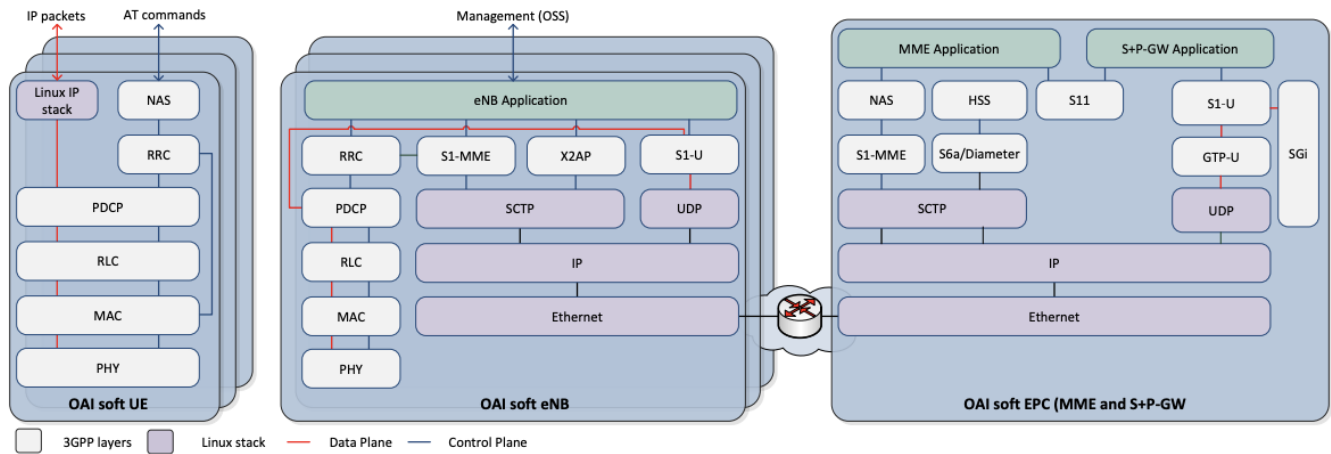 IP packets
AT commands
Management (OSS)
Linux IP
stack
NAS
RRC
PDCP
RLC
MAC
PHY
OAI soft UE
eNB Application
RRC
S1-MME
X2AP
S1-U
PDCP
SCTP
UDP
RLC
IP
MAC
Ethernet
PHY
OAI soft eNB
MME Application
S+P-GW Application
NAS
HSS
S11
S1-U
SGi
S1-MME
S6a/Diameter
GTP-U
SCTP
UDP
IP
Ethernet
OAI soft EPC (MME and S+P-GW
3GPP layers
Linux stack
Data Plane
Control Plane